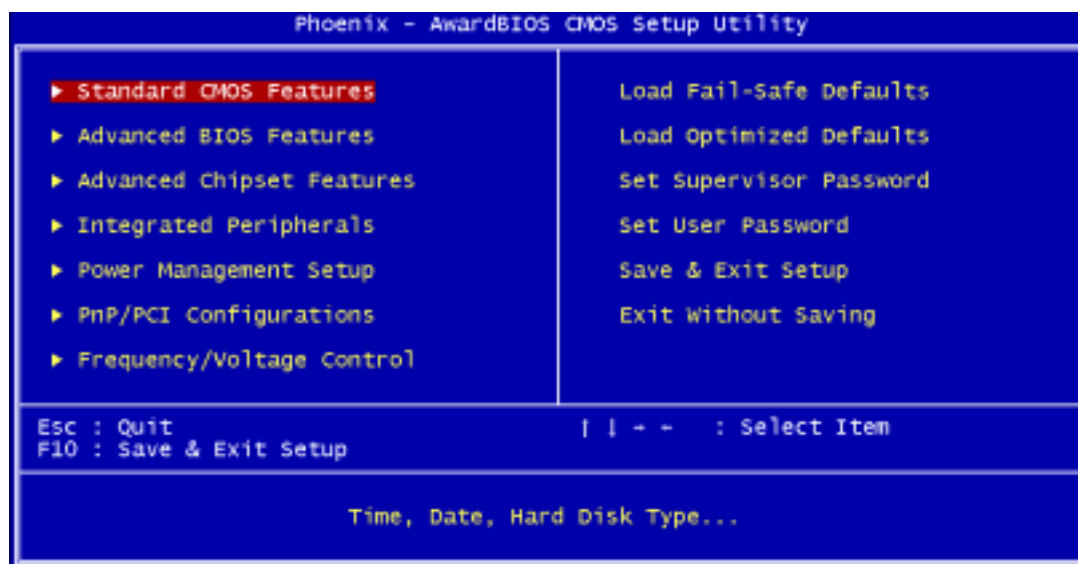 Phoenix - AwardBIOS CMOS Setup Utility
▶ Standard CMOS Features
▶ Advanced BIOS Features
▶ Advanced Chipset Features
▶ Integrated Peripherals
▶ Power Management Setup
▶ PnP/PCI Configurations
▶ Frequency/Voltage Control
Load Fail-Safe Defaults
Load Optimized Defaults
Set Supervisor Password
Set User Password
Save & Exit Setup
Exit Without Saving
Esc : Quit
F10 : Save & Exit Setup
↑ ↓ → ← : Select Item
Time, Date, Hard Disk Type...